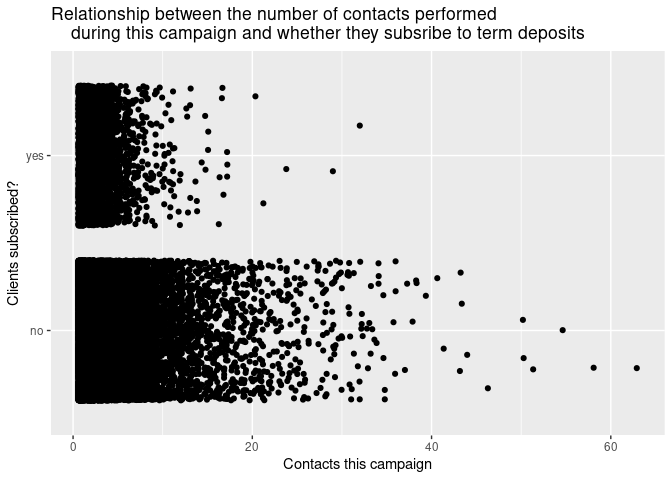 Relationship between the number of contacts performed
during this campaign and whether they subsribe to term deposits
Clients subscribed?
yes
no
0 20 40 60
Contacts this campaign